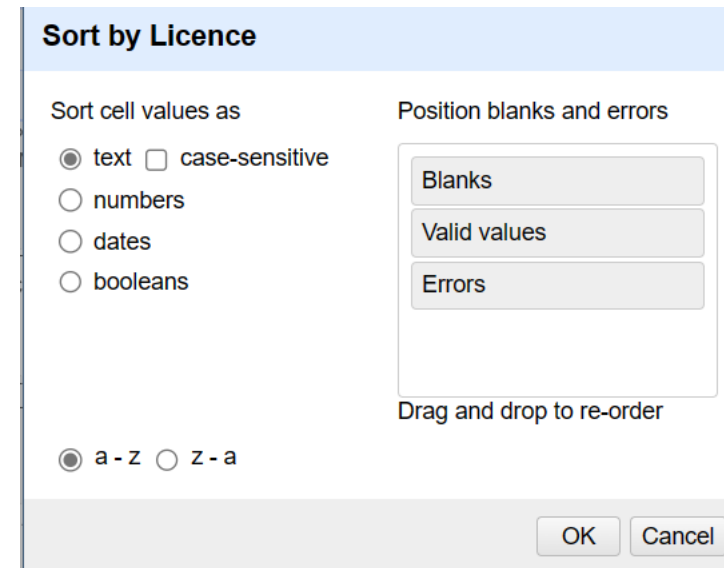 Sort by Licence
Sort cell values as
text case-sensitive
numbers
dates
booleans
Position blanks and errors
Blanks
Valid values
Errors
Drag and drop to re-order
a - z z - a
OK Cancel